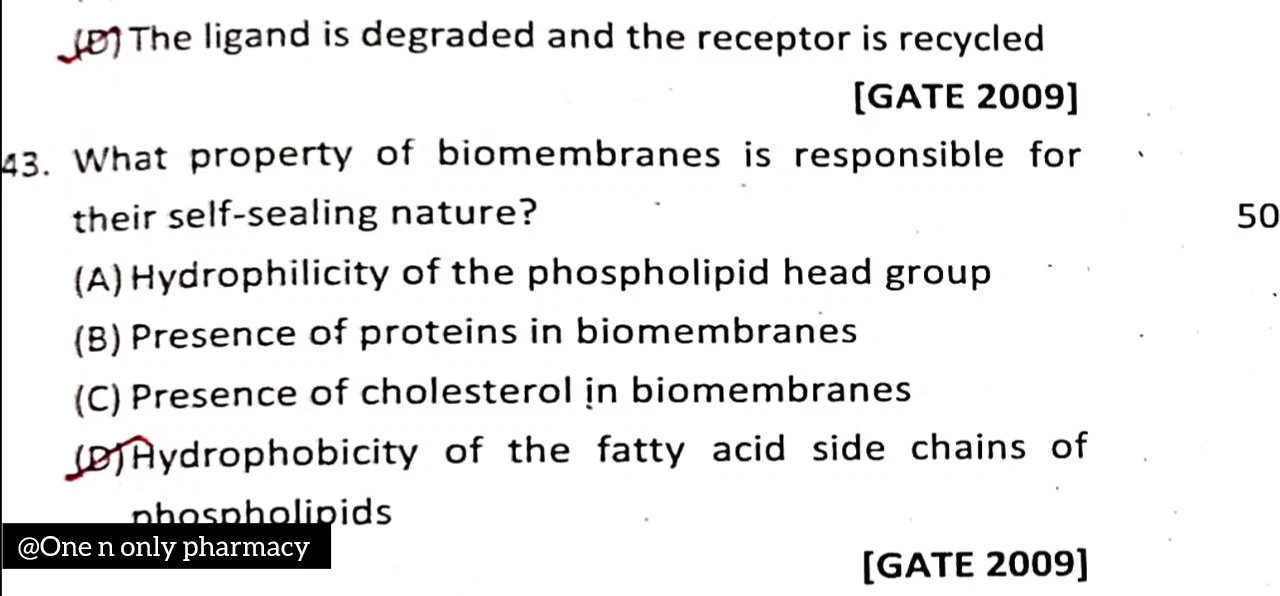 (D) The ligand is degraded and the receptor is recycled
[GATE 2009]
43. What property of biomembranes is responsible for
their self-sealing nature?
50
(A) Hydrophilicity of the phospholipid head group
(B) Presence of proteins in biomembranes
(C) Presence of cholesterol in biomembranes
(D) Hydrophobicity of the fatty acid side chains of
phospholipids
@One n only pharmacy
[GATE 2009]